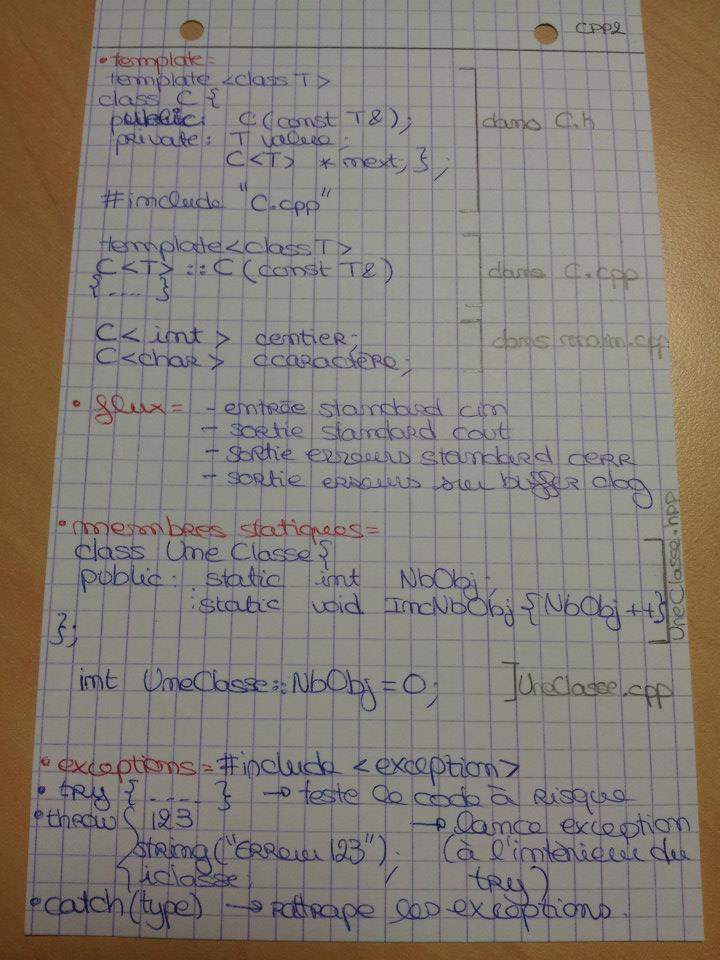 CPP2
• template =
template <class T>
class C {
public: C (const T&);
private: T value;
C<T> *next; };
dans C.h
#include "C.cpp"
template <class T>
C<T> :: C (const T&)
{ .... }
dans C.cpp
C< int > centier;
C<char> ccaractère;
dans main.cpp
• flux = - entrée standard cin
- sortie standard cout
- sortie erreurs standard cerr
- sortie erreurs sur buffer clog
• membres statiques =
class UneClasse {
public: static int NbObj;
: static void IncNbObj {NbObj ++}
};
UneClasse.hpp
int UneClasse::NbObj = 0;
UneClasse.cpp
• exceptions = #include <exception>
• try { .... } → teste le code à risque
• throw { 123 → lance exception
string("Erreur 123"); (à l'intérieur du
classe; try)
• catch (type) → rattrape les exceptions.